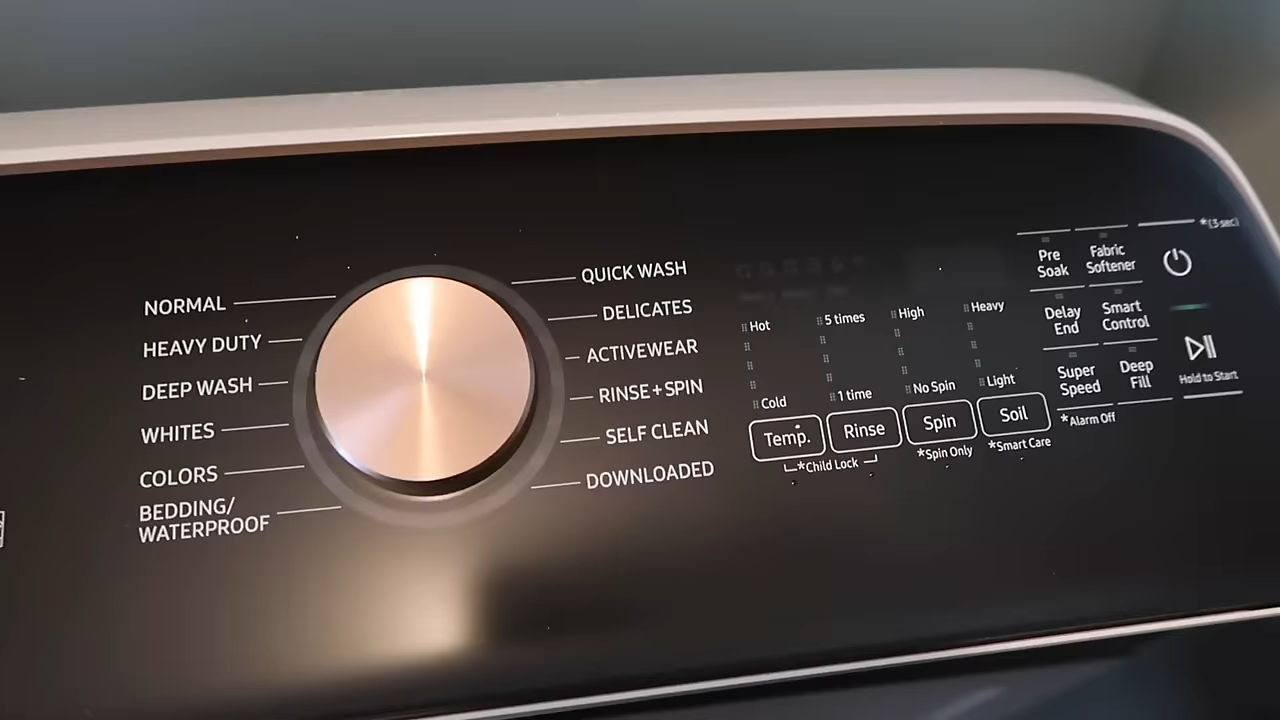 NORMAL
HEAVY DUTY
DEEP WASH
WHITES
COLORS
BEDDING/
WATERPROOF
QUICK WASH
DELICATES
ACTIVEWEAR
RINSE+SPIN
SELF CLEAN
DOWNLOADED
Hot
5 times
High
Heavy
Cold
1 time
No Spin
Light
Temp.
Rinse
Spin
Soil
*Child Lock
*Spin Only
*Smart Care
Pre
Soak
Fabric
Softener
Delay
End
Smart
Control
Super
Speed
Deep
Fill
*Alarm Off
*(3 sec)
Hold to Start